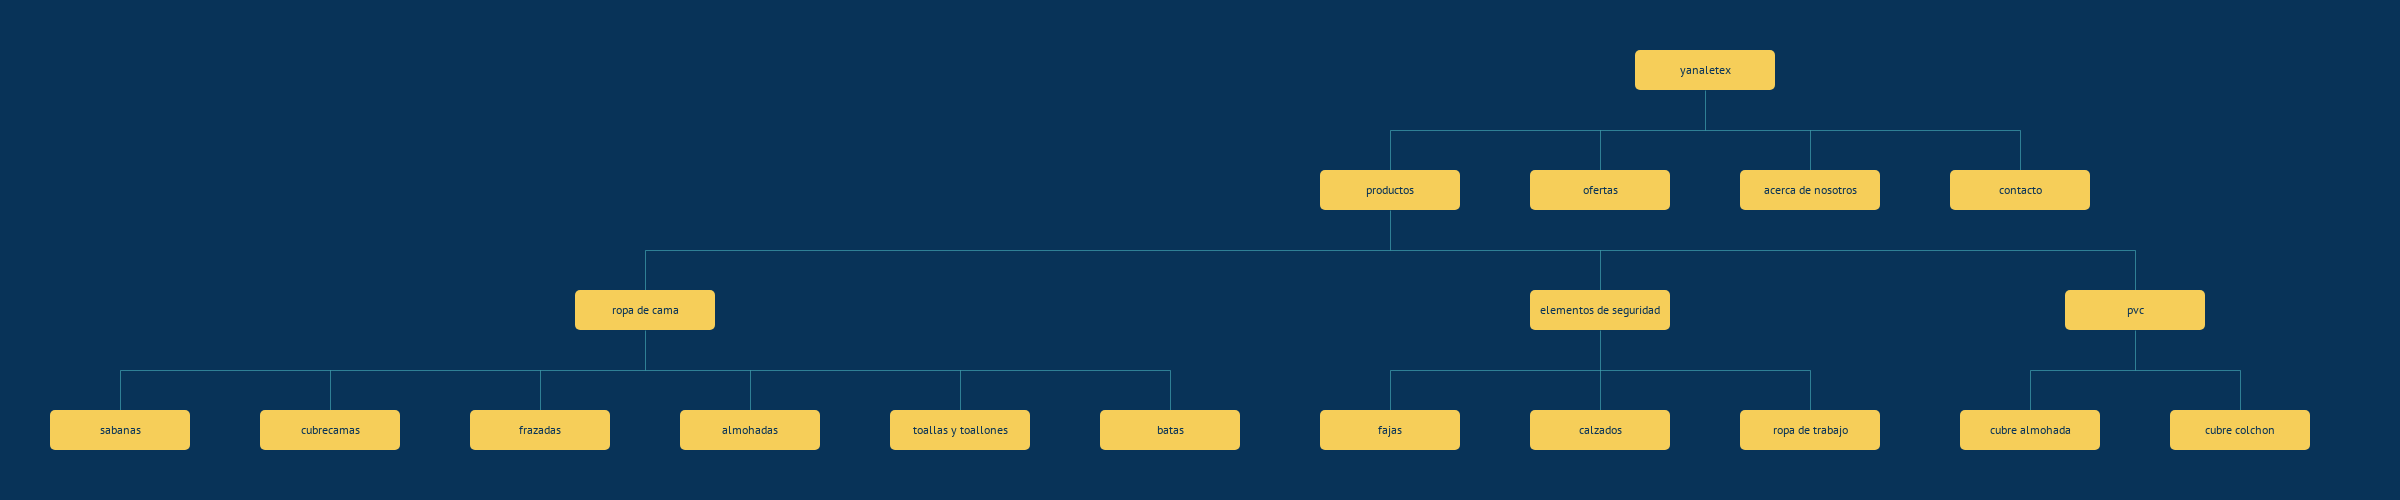 yanaletex
productos
ofertas
acerca de nosotros
contacto
ropa de cama
elementos de seguridad
pvc
sabanas
cubrecamas
frazadas
almohadas
toallas y toallones
batas
fajas
calzados
ropa de trabajo
cubre almohada
cubre colchon